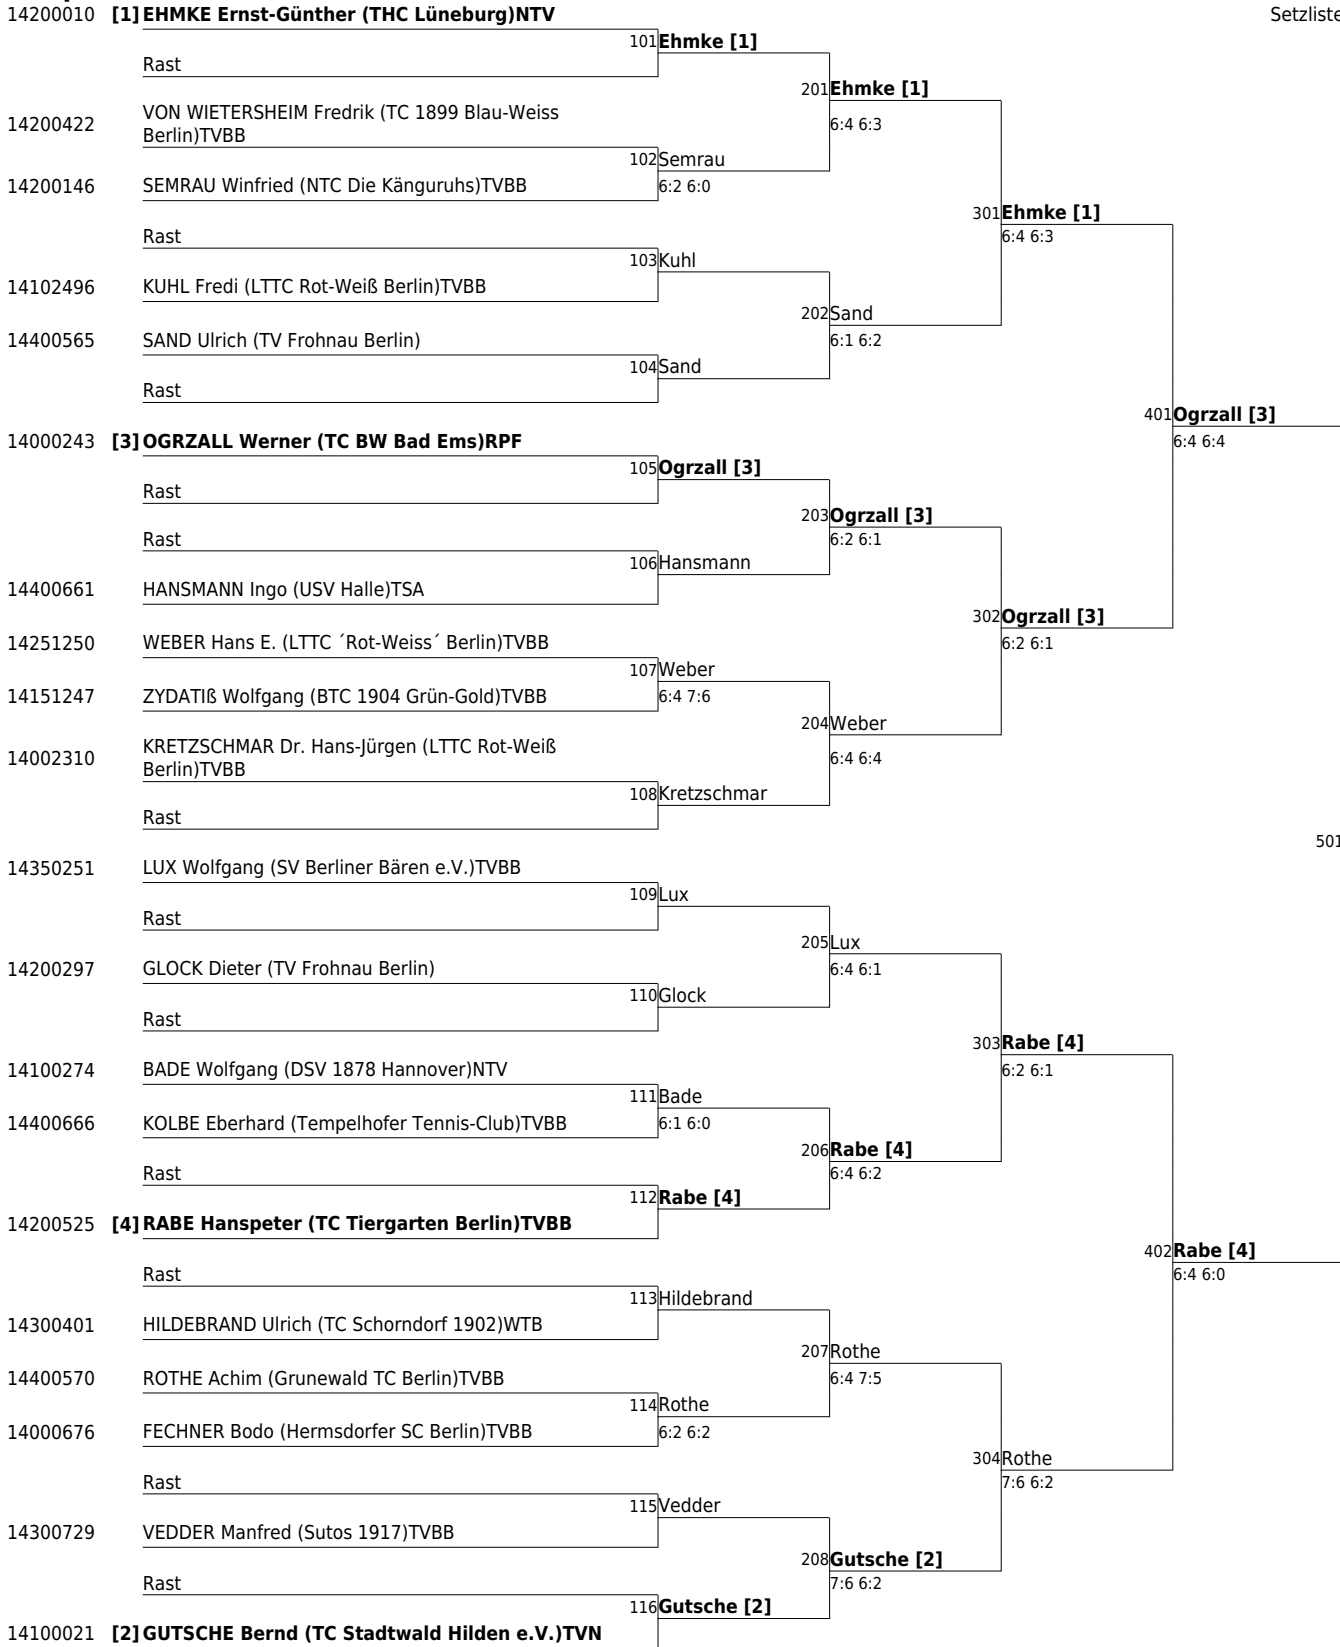 14200010 [1] EHMKE Ernst-Günther (THC Lüneburg)NTV Setzliste
101 Ehmke [1]
Rast
201 Ehmke [1]
VON WIETERSHEIM Fredrik (TC 1899 Blau-Weiss
14200422 6:4 6:3
Berlin)TVBB
102 Semrau
14200146 SEMRAU Winfried (NTC Die Känguruhs)TVBB 6:2 6:0
301 Ehmke [1]
Rast 6:4 6:3
103 Kuhl
14102496 KUHL Fredi (LTTC Rot-Weiß Berlin)TVBB
202 Sand
14400565 SAND Ulrich (TV Frohnau Berlin) 6:1 6:2
104 Sand
Rast
401 Ogrzall [3]
14000243 [3] OGRZALL Werner (TC BW Bad Ems)RPF 6:4 6:4
105 Ogrzall [3]
Rast
203 Ogrzall [3]
Rast 6:2 6:1
106 Hansmann
14400661 HANSMANN Ingo (USV Halle)TSA
302 Ogrzall [3]
14251250 WEBER Hans E. (LTTC ´Rot-Weiss´ Berlin)TVBB 6:2 6:1
107 Weber
14151247 ZYDATIß Wolfgang (BTC 1904 Grün-Gold)TVBB 6:4 7:6
204 Weber
KRETZSCHMAR Dr. Hans-Jürgen (LTTC Rot-Weiß
14002310 6:4 6:4
Berlin)TVBB
108 Kretzschmar
Rast
501
14350251 LUX Wolfgang (SV Berliner Bären e.V.)TVBB
109 Lux
Rast
205 Lux
14200297 GLOCK Dieter (TV Frohnau Berlin) 6:4 6:1
110 Glock
Rast
303 Rabe [4]
14100274 BADE Wolfgang (DSV 1878 Hannover)NTV 6:2 6:1
111 Bade
14400666 KOLBE Eberhard (Tempelhofer Tennis-Club)TVBB 6:1 6:0
206 Rabe [4]
Rast 6:4 6:2
112 Rabe [4]
14200525 [4] RABE Hanspeter (TC Tiergarten Berlin)TVBB
402 Rabe [4]
Rast 6:4 6:0
113 Hildebrand
14300401 HILDEBRAND Ulrich (TC Schorndorf 1902)WTB
207 Rothe
14400570 ROTHE Achim (Grunewald TC Berlin)TVBB 6:4 7:5
114 Rothe
14000676 FECHNER Bodo (Hermsdorfer SC Berlin)TVBB 6:2 6:2
304 Rothe
Rast 7:6 6:2
115 Vedder
14300729 VEDDER Manfred (Sutos 1917)TVBB
208 Gutsche [2]
Rast 7:6 6:2
116 Gutsche [2]
14100021 [2] GUTSCHE Bernd (TC Stadtwald Hilden e.V.)TVN